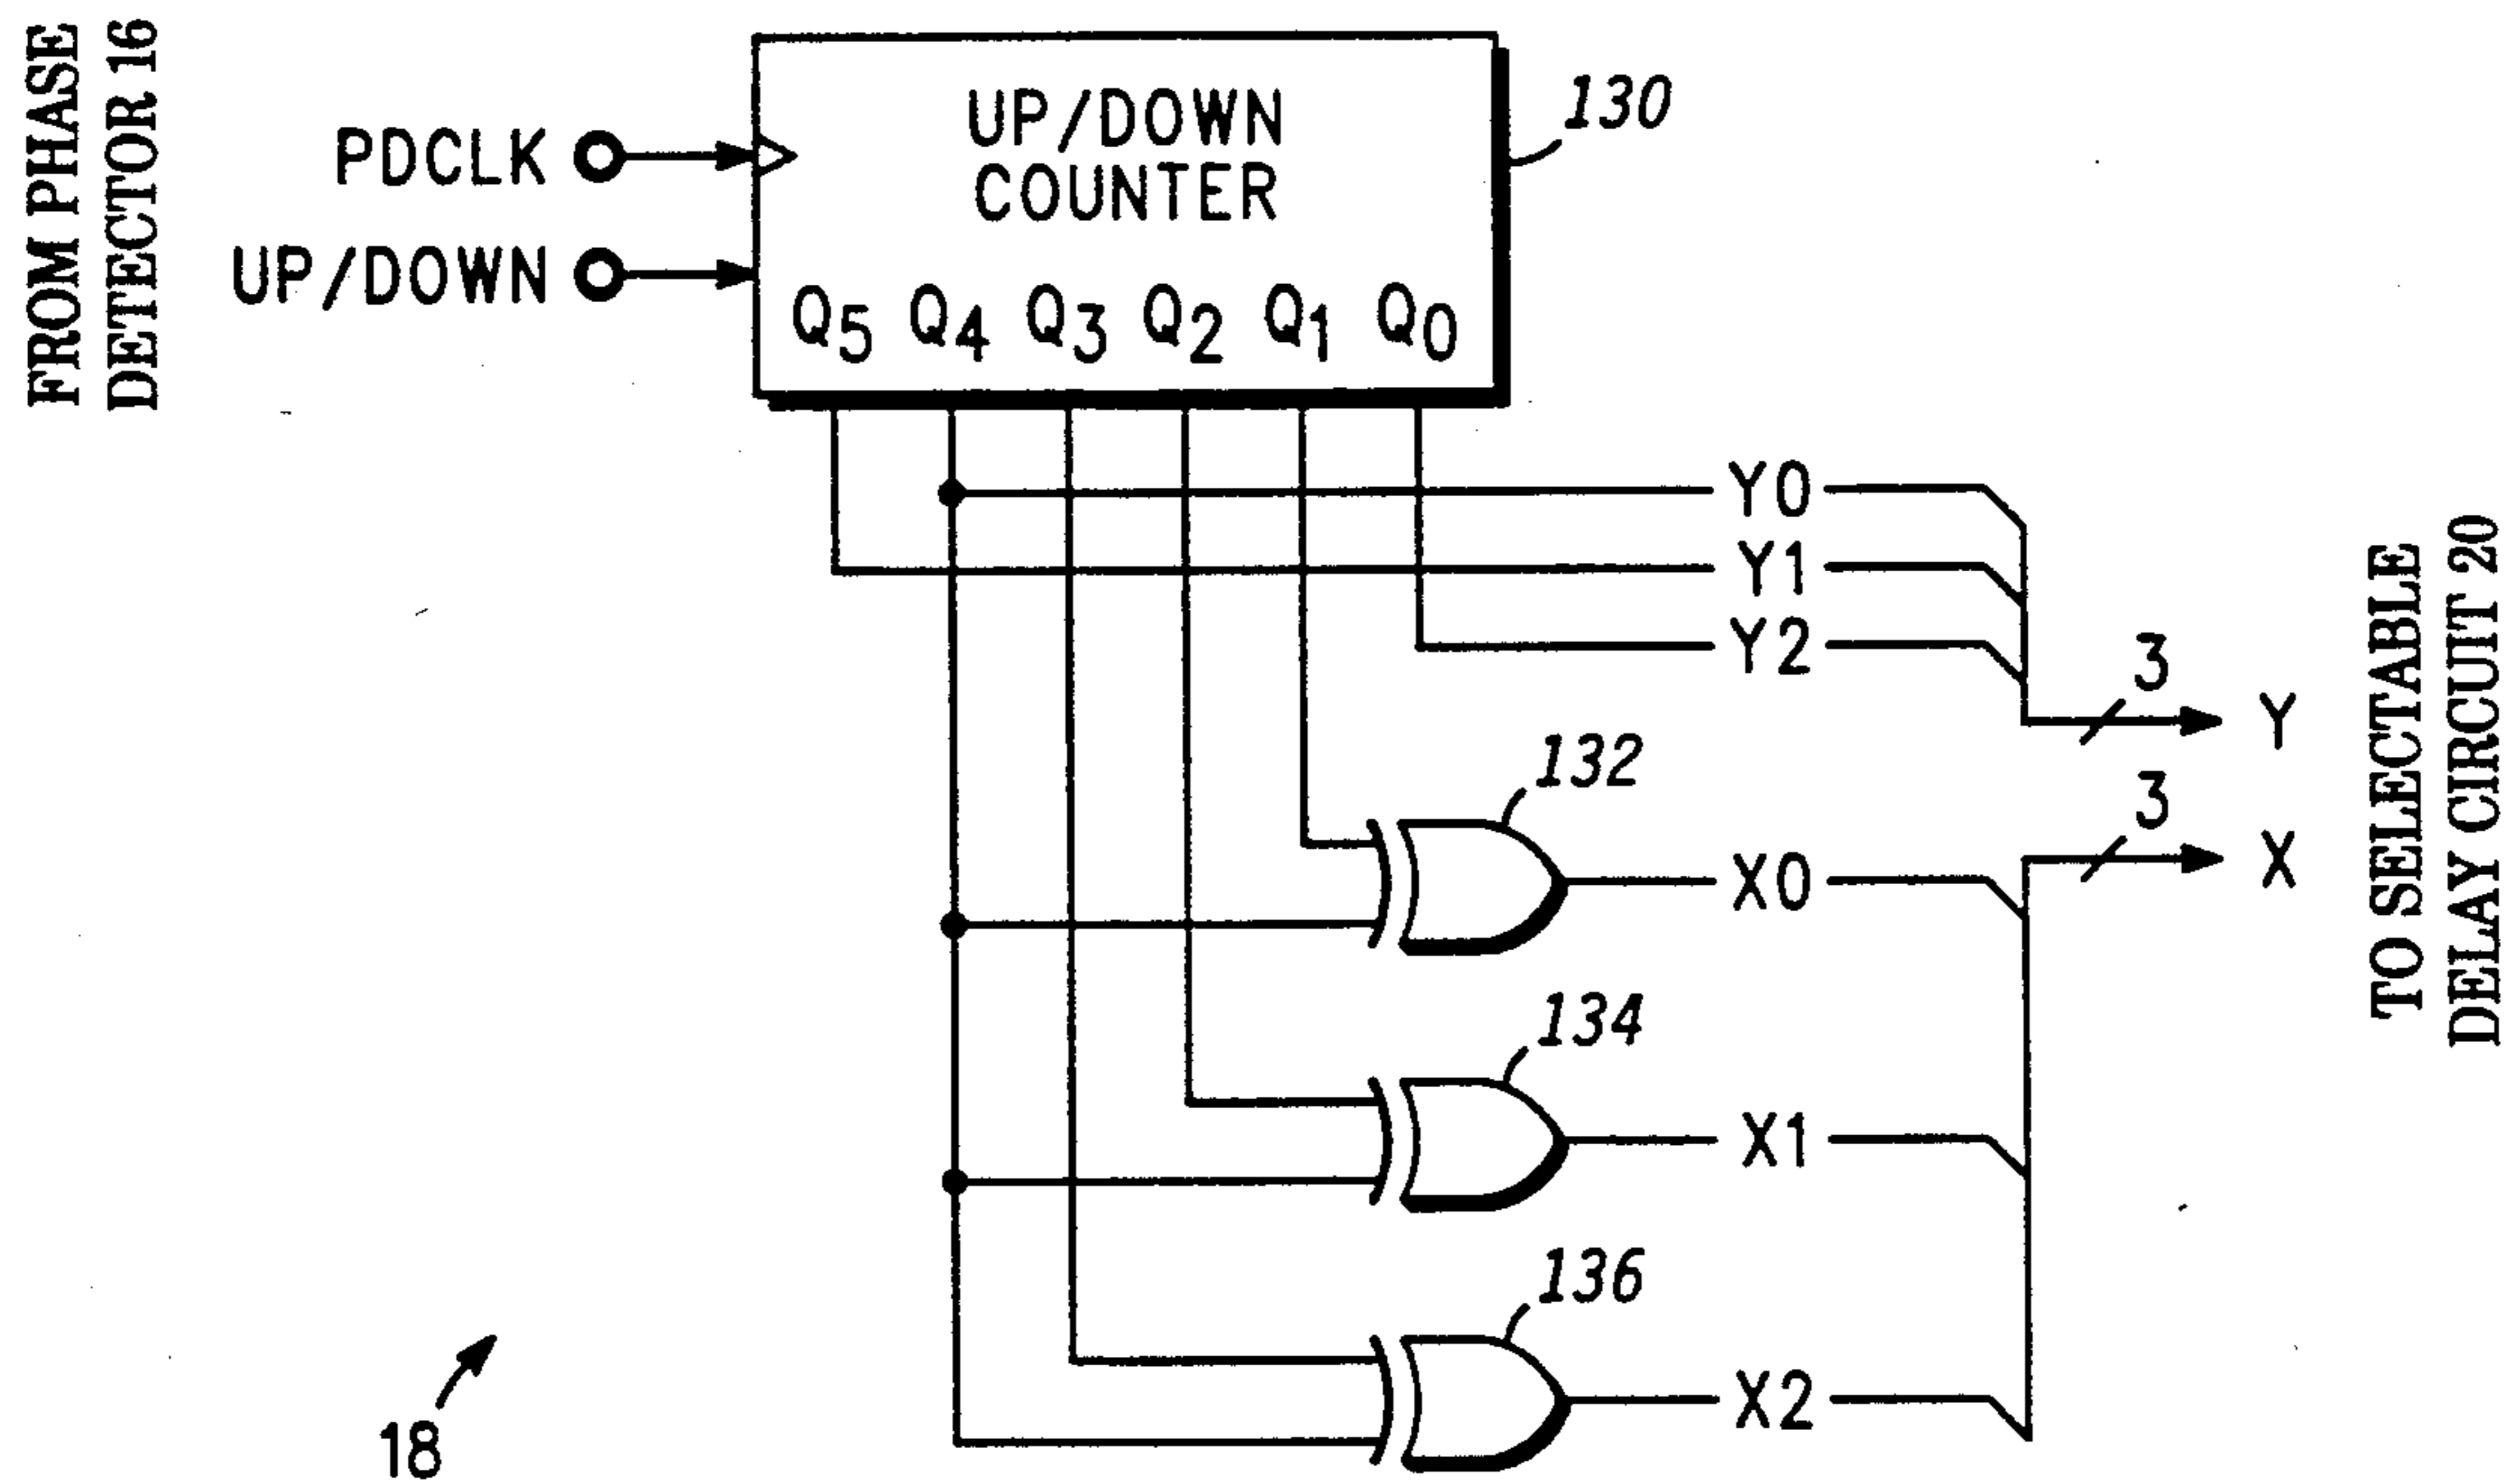 FROM PHASE
DETECTOR 16
PDCLK
UP/DOWN
UP/DOWN
COUNTER
Q5 Q4 Q3 Q2 Q1 Q0
130
Y0
Y1
Y2
3
Y
132
3
X
X0
134
X1
136
X2
TO SELECTABLE
DELAY CIRCUIT 20
18